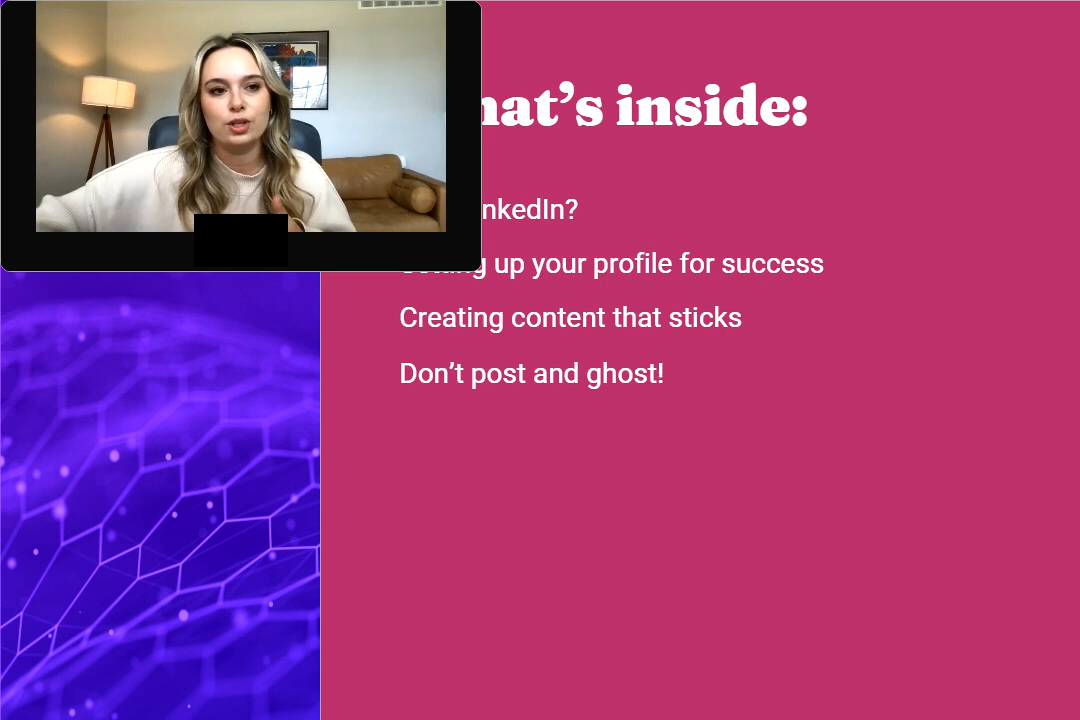 hat’s inside:
nkedIn?
up your profile for success
Creating content that sticks
Don’t post and ghost!